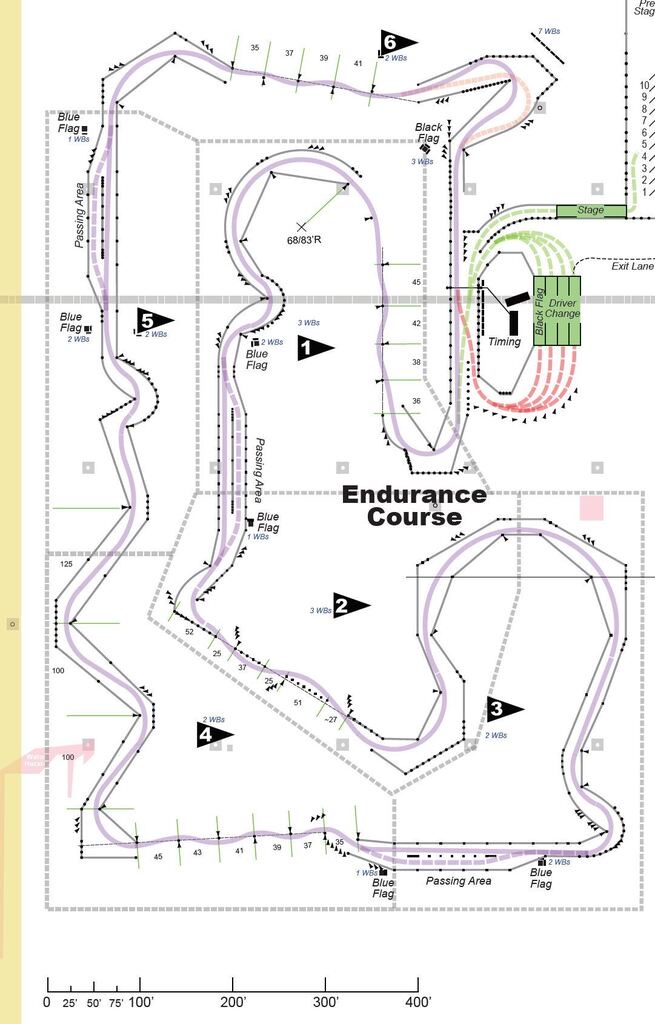 Pre
Stag
7 WBs
6
2 WBs
35
37
39
41
10
9
8
7
6
5
4
3
2
1
Blue
Flag
1 WBs
Black
Flag
3 WBs
Passing Area
Stage
68/83'R
Exit Lane
45
Black Flag
Driver
Change
Blue
Flag
2 WBs
5
2 WBs
3 WBs
1
2 WBs
Blue
Flag
42
Timing
38
36
Passing Area
Endurance
Course
Blue
Flag
1 WBs
125
3 WBs
2
52
25
37
25
51
~27
100
3
2 WBs
2 WBs
4
100
45
43
41
39
37
35
1 WBs
Blue
Flag
Passing Area
2 WBs
Blue
Flag
0
25'
50'
75'
100'
200'
300'
400'